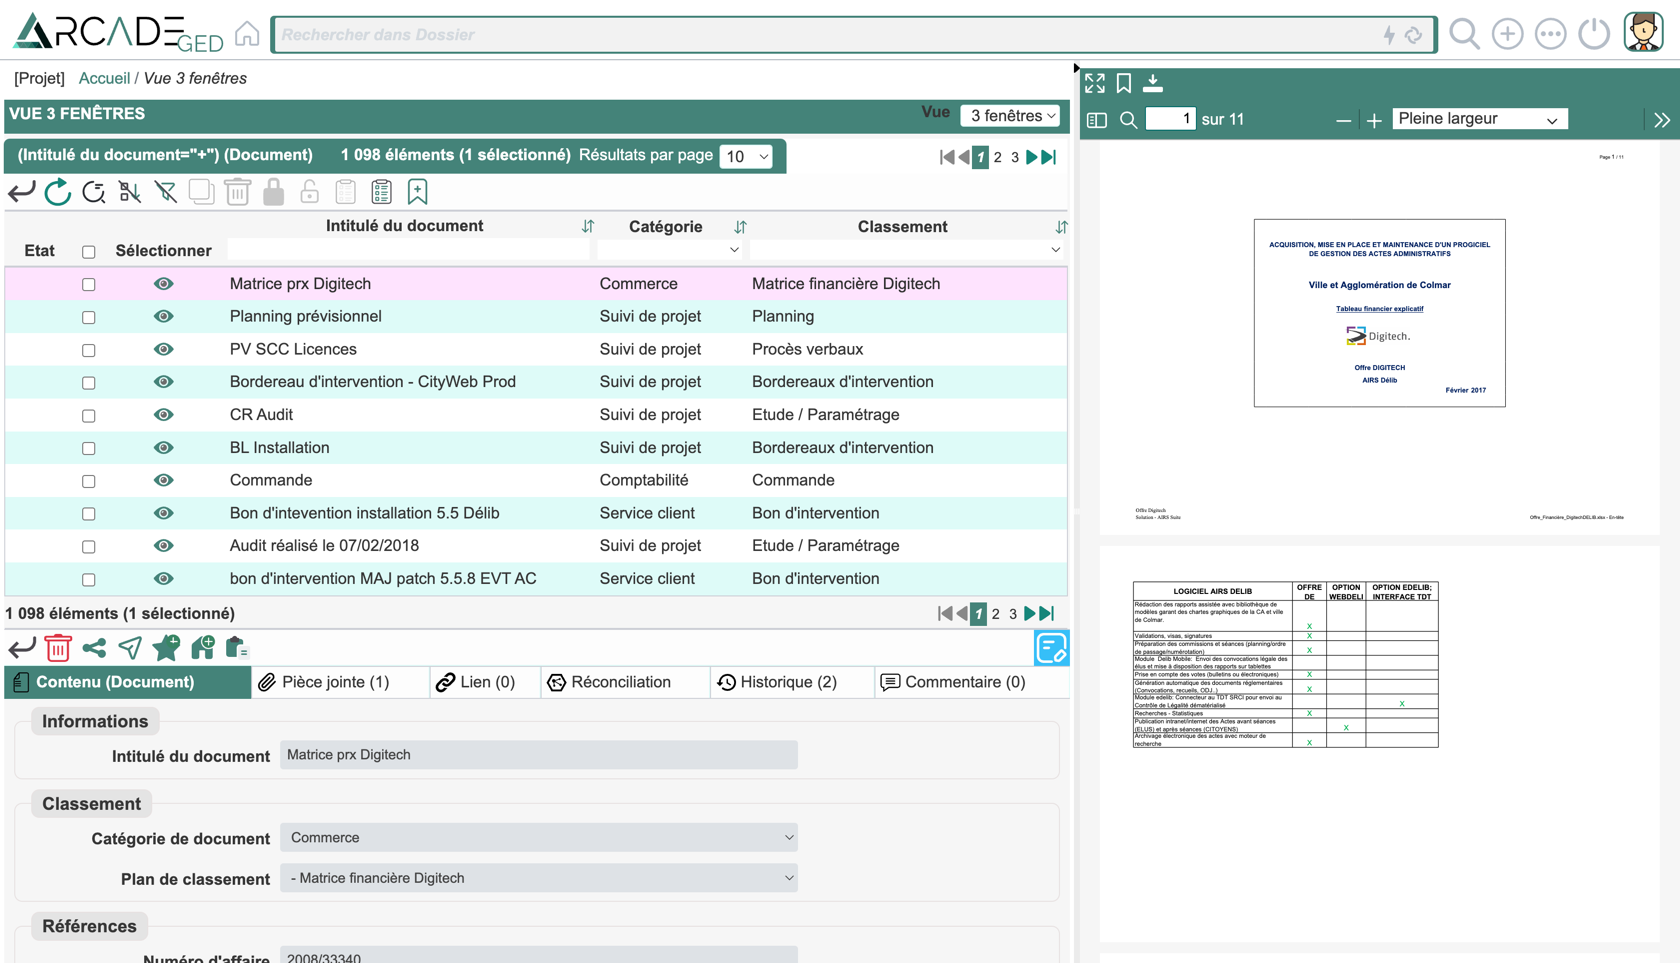 ARCADE GED
Rechercher dans Dossier
[Projet] Accueil / Vue 3 fenêtres
VUE 3 FENÊTRES
Vue 3 fenêtres
(Intitulé du document="+") (Document) 1 098 éléments (1 sélectionné) Résultats par page 10
1 2 3
Intitulé du document Catégorie Classement
Etat Sélectionner
Matrice prx Digitech Commerce Matrice financière Digitech
Planning prévisionnel Suivi de projet Planning
PV SCC Licences Suivi de projet Procès verbaux
Bordereau d'intervention - CityWeb Prod Suivi de projet Bordereaux d'intervention
CR Audit Suivi de projet Etude / Paramétrage
BL Installation Suivi de projet Bordereaux d'intervention
Commande Comptabilité Commande
Bon d'intevention installation 5.5 Délib Service client Bon d'intervention
Audit réalisé le 07/02/2018 Suivi de projet Etude / Paramétrage
bon d'intervention MAJ patch 5.5.8 EVT AC Service client Bon d'intervention
1 098 éléments (1 sélectionné)
1 2 3
Contenu (Document) Pièce jointe (1) Lien (0) Réconciliation Historique (2) Commentaire (0)
Informations
Intitulé du document Matrice prx Digitech
Classement
Catégorie de document Commerce
Plan de classement - Matrice financière Digitech
Références
Numéro d'affaire 2008/33340
1 sur 11
Pleine largeur
Page 1 / 11
ACQUISITION, MISE EN PLACE ET MAINTENANCE D'UN PROGICIEL
DE GESTION DES ACTES ADMINISTRATIFS
Ville et Agglomération de Colmar
Tableau financier explicatif
Digitech.
Offre DIGITECH
AIRS Délib
Février 2017
Offre Digitech
Solution - AIRS Suite
Offre_Financière_DigitechDELIB.xlsx - En-tête
LOGICIEL AIRS DELIB
OFFRE DE
OPTION WEBDELI
OPTION EDELIB; INTERFACE TDT
Rédaction des rapports assistée avec bibliothèque de
modèles garant des chartes graphiques de la CA et ville
de Colmar. X
Validations, visas, signatures X
Préparation des commissions et séances (planning/ordre
de passage/numérotation) X
Module Delib Mobile: Envoi des convocations légale des
élus et mise à disposition des rapports sur tablettes
Prise en compte des votes (bulletins ou électroniques) X
Génération automatique des documents réglementaires
(Convocations, recueils, ODJ..) X
Module edelib: Connecteur au TDT SRCI pour envoi au
Contrôle de Légalité dématérialisé X
Recherches - Statistiques X
Publication intranet/internet des Actes avant séances
(ELUS) et après séances (CITOYENS) X
Archivage électronique des actes avec moteur de
recherche X